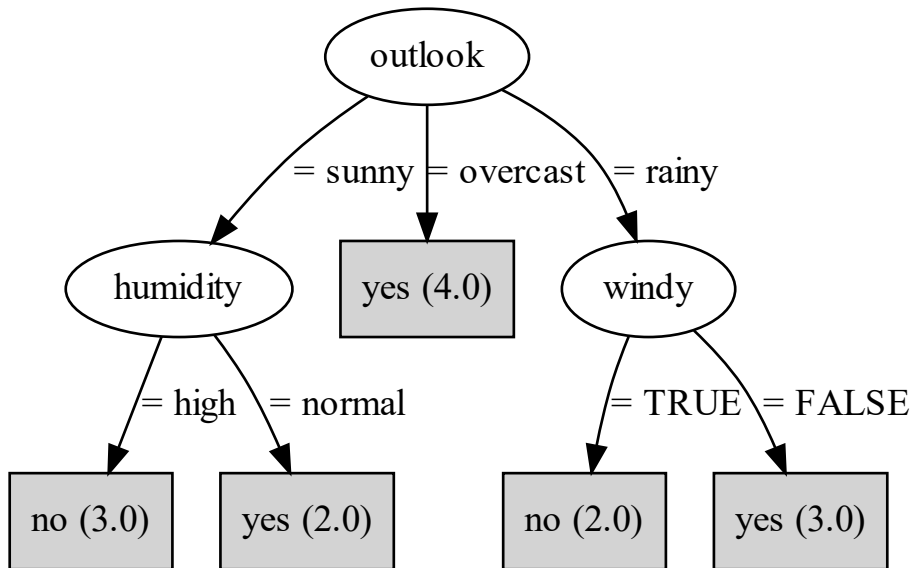 outlook
= sunny
= overcast
= rainy
humidity
yes (4.0)
windy
= high
= normal
= TRUE
= FALSE
no (3.0)
yes (2.0)
no (2.0)
yes (3.0)